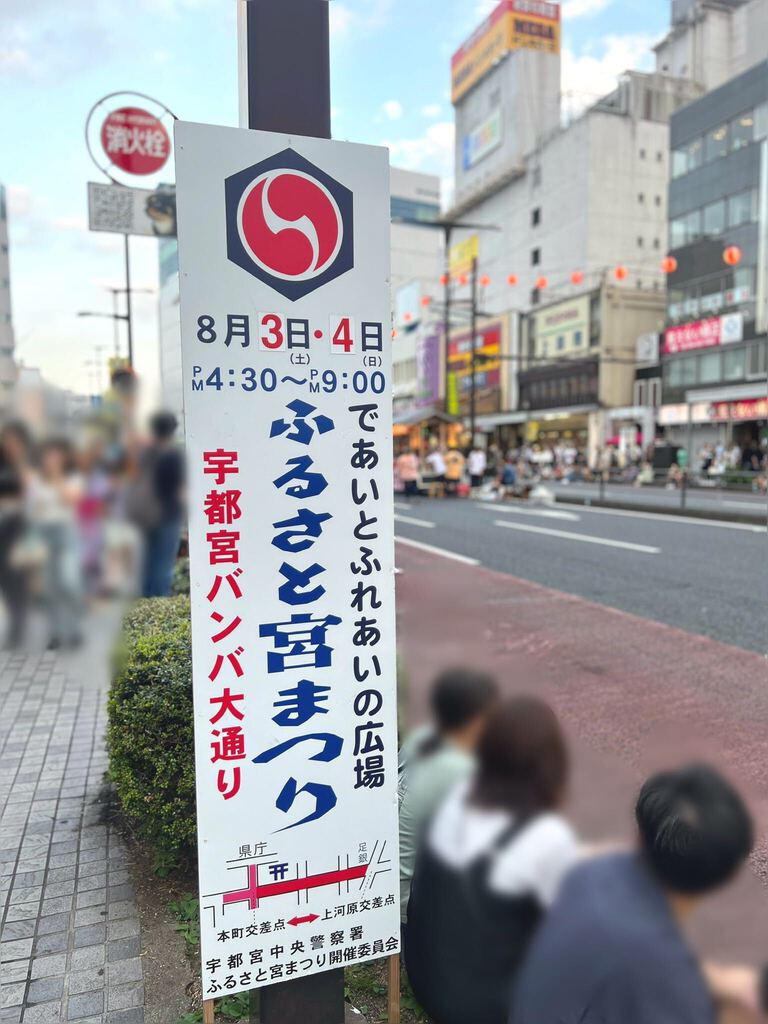 消火栓
8月3日・4日
(土) (日)
PM4:30〜PM9:00
であいとふれあいの広場
ふるさと宮まつり
宇都宮バンバ大通り
県庁
足銀
本町交差点 ↔ 上河原交差点
宇都宮中央警察署
ふるさと宮まつり開催委員会